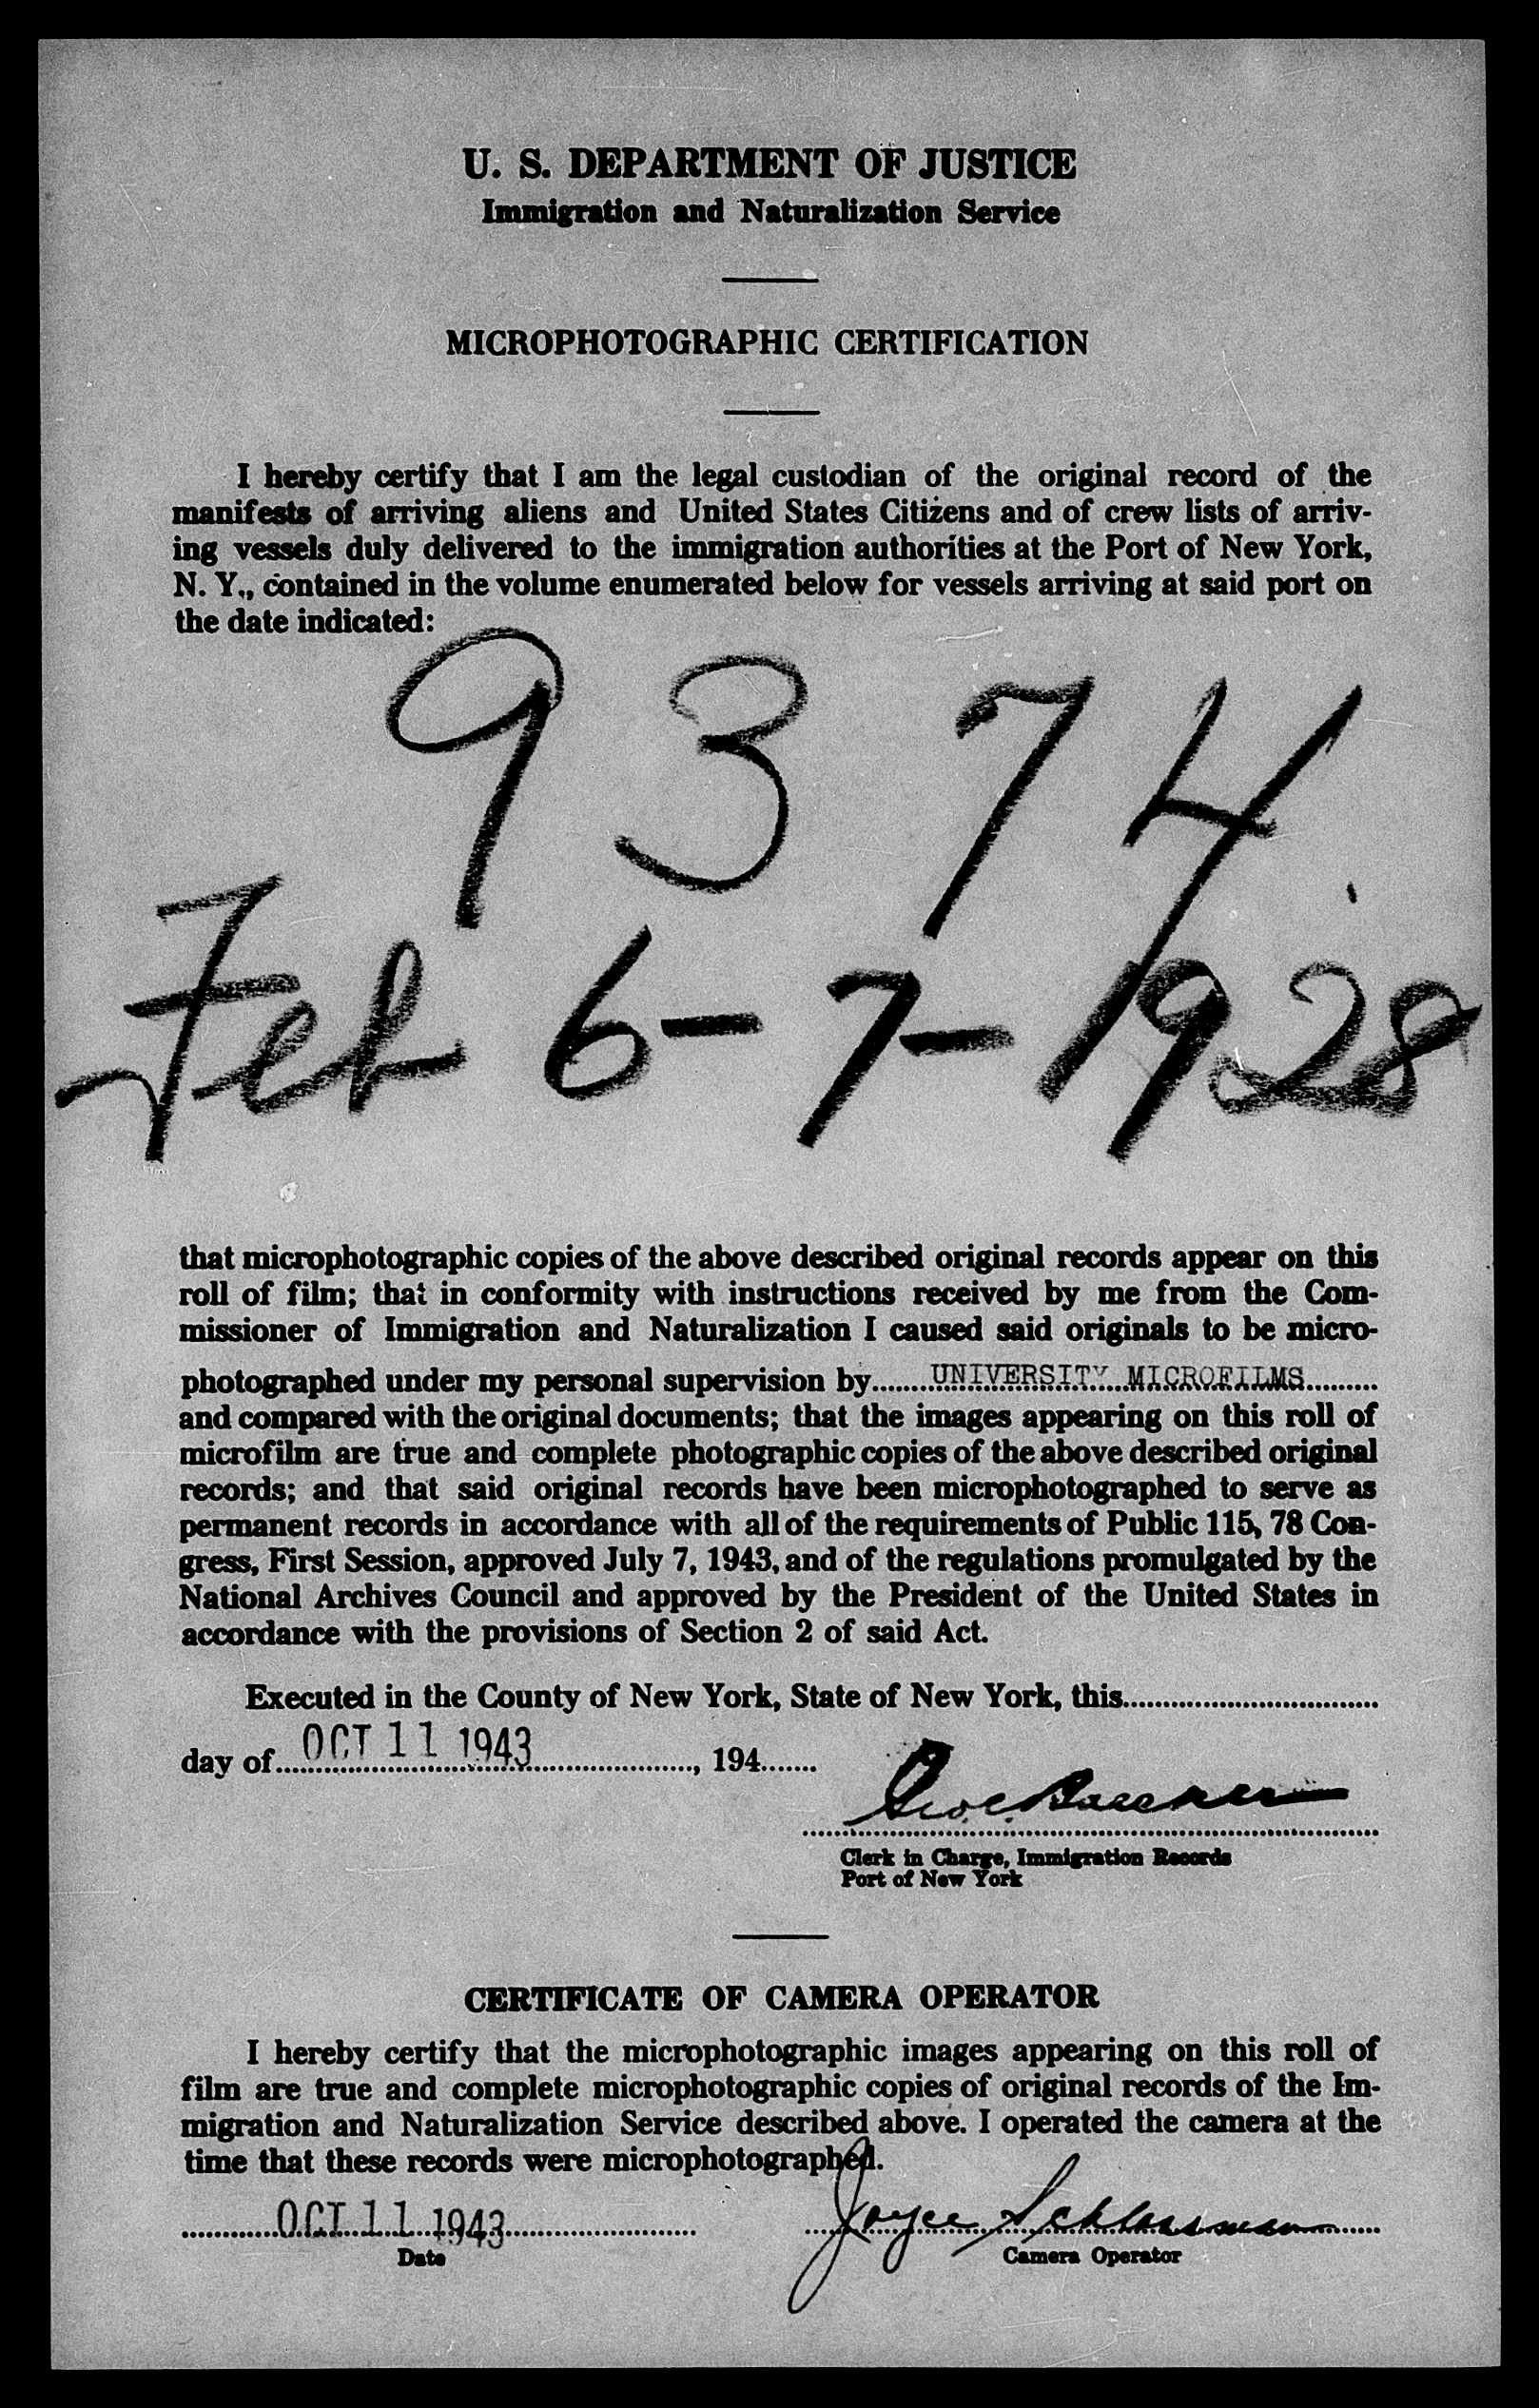 U. S. DEPARTMENT OF JUSTICE
Immigration and Naturalization Service
MICROPHOTOGRAPHIC CERTIFICATION
I hereby certify that I am the legal custodian of the original record of the
manifests of arriving aliens and United States Citizens and of crew lists of arriv-
ing vessels duly delivered to the immigration authorities at the Port of New York,
N. Y., contained in the volume enumerated below for vessels arriving at said port on
the date indicated:
9374
Feb 6-7-1928
that microphotographic copies of the above described original records appear on this
roll of film; that in conformity with instructions received by me from the Com-
missioner of Immigration and Naturalization I caused said originals to be micro-
photographed under my personal supervision by........UNIVERSITY MICROFILMS..........
and compared with the original documents; that the images appearing on this roll of
microfilm are true and complete photographic copies of the above described original
records; and that said original records have been microphotographed to serve as
permanent records in accordance with all of the requirements of Public 115, 78 Con-
gress, First Session, approved July 7, 1943, and of the regulations promulgated by the
National Archives Council and approved by the President of the United States in
accordance with the provisions of Section 2 of said Act.
Executed in the County of New York, State of New York, this..................................
day of...OCT 11 1943......................, 194.......
Clerk in Charge, Immigration Records
Port of New York
CERTIFICATE OF CAMERA OPERATOR
I hereby certify that the microphotographic images appearing on this roll of
film are true and complete microphotographic copies of original records of the Im-
migration and Naturalization Service described above. I operated the camera at the
time that these records were microphotographed.
OCT 11 1943 Joyce
Date Camera Operator